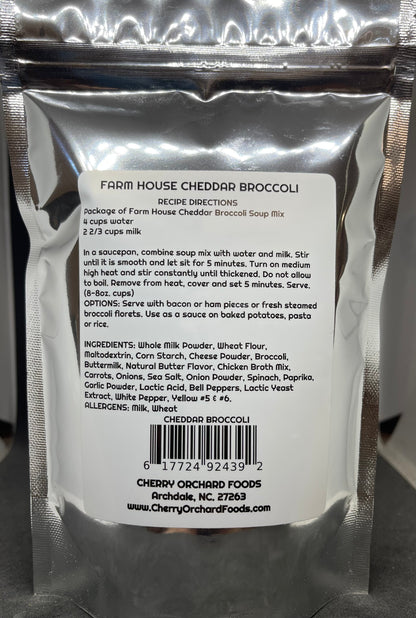 FARM HOUSE CHEDDAR BROCCOLI
RECIPE DIRECTIONS
Package of Farm House Cheddar Broccoli Soup Mix
4 cups water
2 2/3 cups milk
In a saucepan, combine soup mix with water and milk. Stir
until it is smooth and let sit for 5 minutes. Turn on medium
high heat and stir constantly until thickened. Do not allow
to boil. Remove from heat, cover and set 5 minutes. Serve.
(8-8oz. cups)
OPTIONS: Serve with bacon or ham pieces or fresh steamed
broccoli florets. Use as a sauce on baked potatoes, pasta
or rice.
INGREDIENTS: Whole Milk Powder, Wheat Flour,
Maltodextrin, Corn Starch, Cheese Powder, Broccoli,
Buttermilk, Natural Butter Flavor, Chicken Broth Mix,
Carrots, Onions, Sea Salt, Onion Powder, Spinach, Paprika,
Garlic Powder, Lactic Acid, Bell Peppers, Lactic Yeast
Extract, White Pepper, Yellow #5 & #6.
ALLERGENS: Milk, Wheat
CHEDDAR BROCCOLI
6 17724 92439 2
CHERRY ORCHARD FOODS
Archdale, NC. 27263
www.CherryOrchardFoods.com